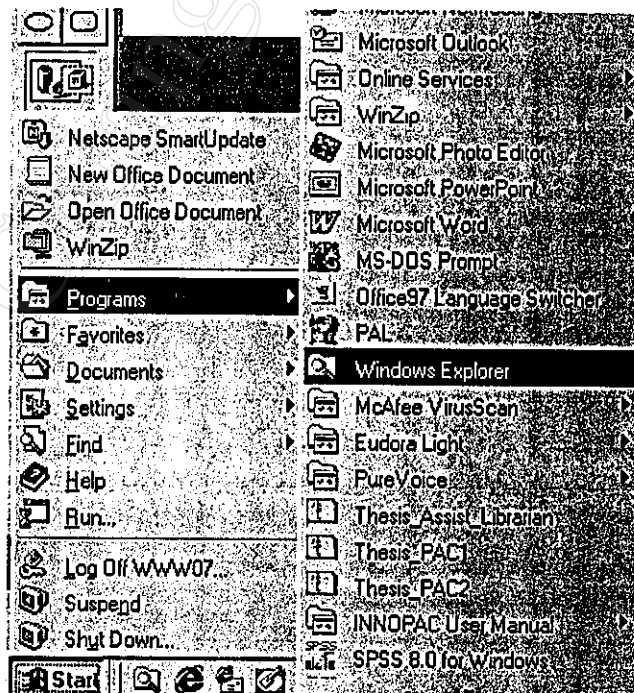 Netscape SmartUpdate
New Office Document
Open Office Document
WinZip
Programs
Favorites
Documents
Settings
Find
Help
Run...
Log Off WWW07...
Suspend
Shut Down...
Start
Microsoft Outlook
Online Services
WinZip
Microsoft Photo Editor
Microsoft PowerPoint
Microsoft Word
MS-DOS Prompt
Office97 Language Switcher
PAL
Windows Explorer
McAfee VirusScan
Eudora Light
PureVoice
Thesis_Assist_Librarian
Thesis_PAC1
Thesis_PAC2
INNOPAC User Manual
SPSS 8.0 for Windows